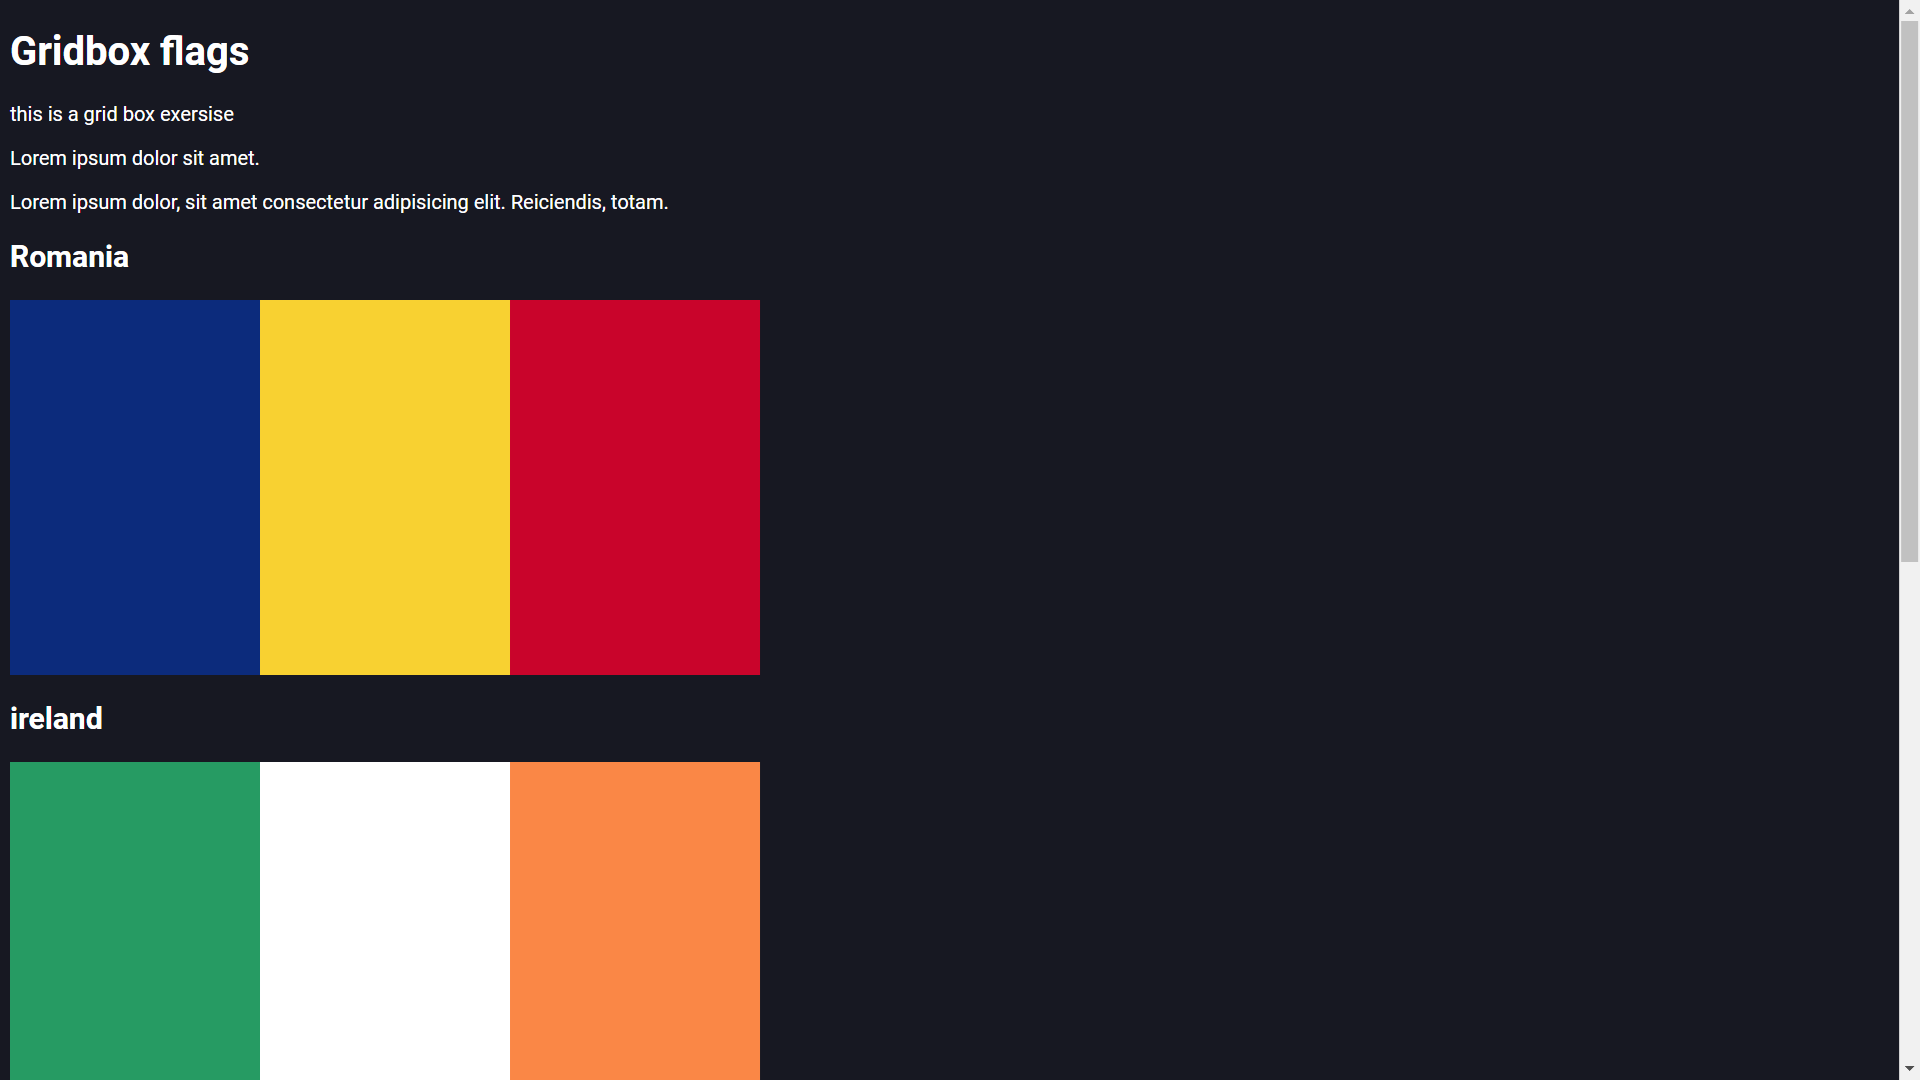 Gridbox flags
this is a grid box exersise
Lorem ipsum dolor sit amet.
Lorem ipsum dolor, sit amet consectetur adipisicing elit. Reiciendis, totam.
Romania
ireland